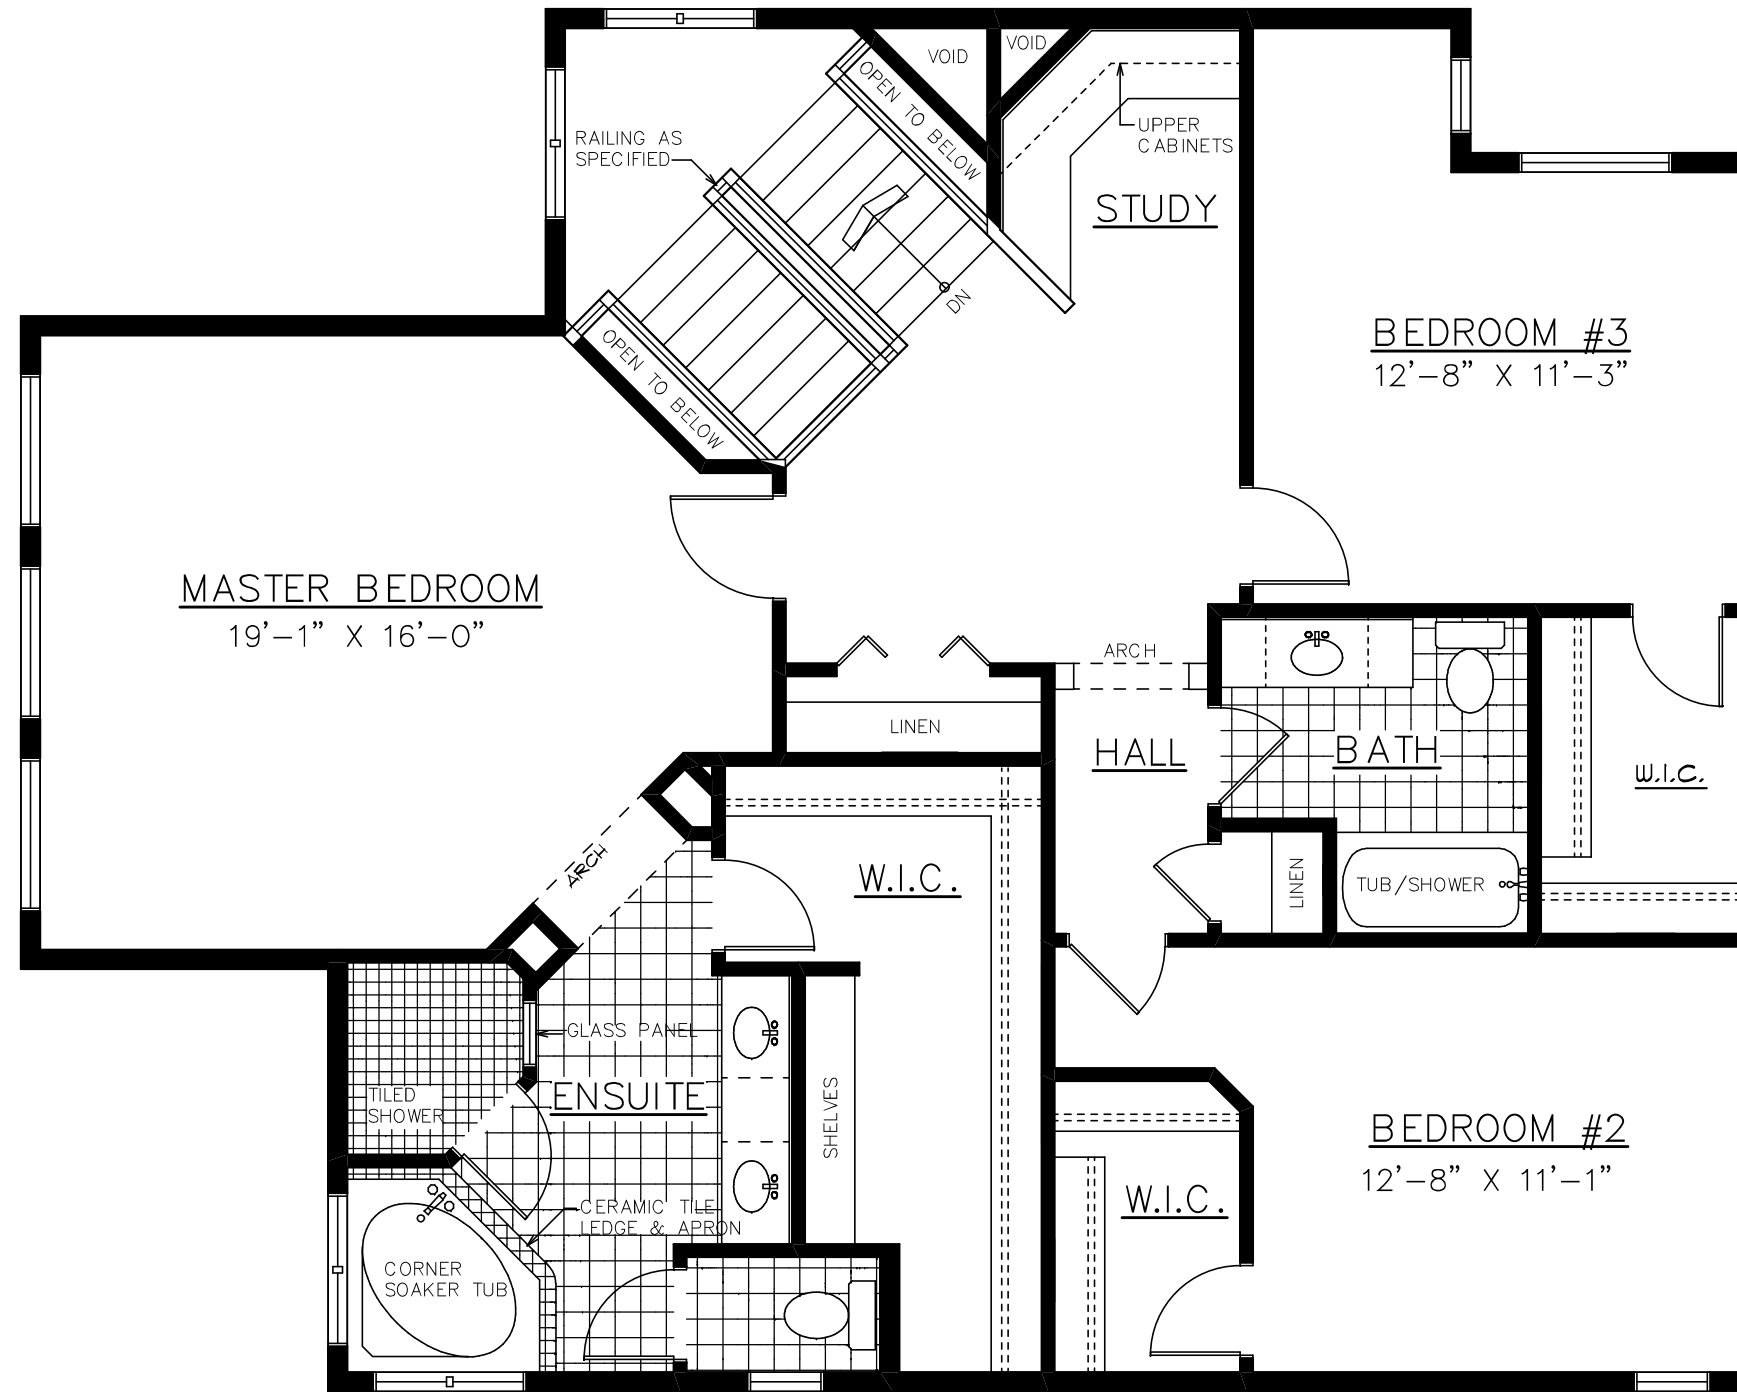 VOID
VOID
OPEN TO BELOW
RAILING AS
SPECIFIED
UPPER
CABINETS
STUDY
DN
BEDROOM #3
12'-8" X 11'-3"
OPEN TO BELOW
MASTER BEDROOM
19'-1" X 16'-0"
ARCH
LINEN
HALL
BATH
W.I.C.
ARCH
W.I.C.
LINEN
TUB/SHOWER
GLASS PANEL
TILED
SHOWER
ENSUITE
SHELVES
BEDROOM #2
12'-8" X 11'-1"
W.I.C.
CERAMIC TILE
LEDGE & APRON
CORNER
SOAKER TUB